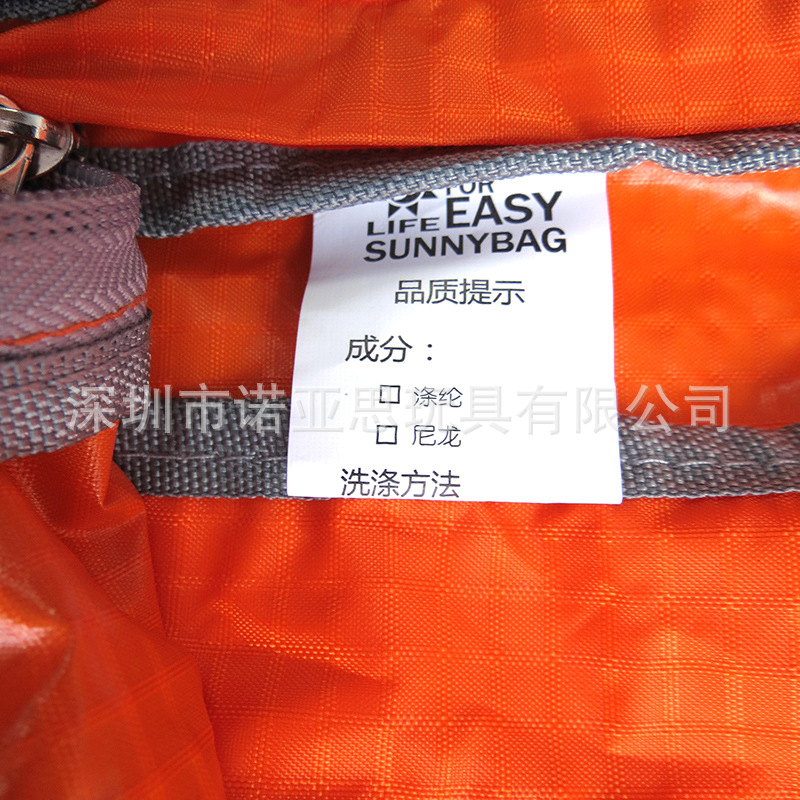 FOR
LIFE EASY
SUNNYBAG
品质提示
成分：
□ 涤纶
□ 尼龙
洗涤方法
深圳市诺亚思玩具有限公司